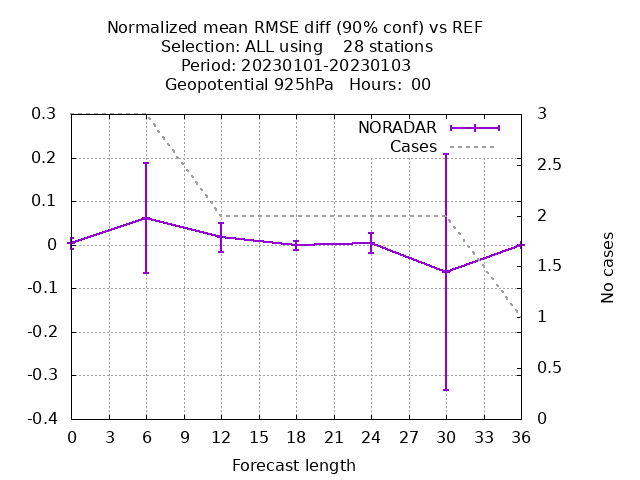 Normalized mean RMSE diff (90% conf) vs REF
Selection: ALL using    28 stations
Period: 20230101-20230103
Geopotential 925hPa   Hours:  00
NORADAR
Cases
0.3
0.2
0.1
0
-0.1
-0.2
-0.3
-0.4
3
2.5
2
1.5
1
0.5
0
No cases
0 3 6 9 12 15 18 21 24 27 30 33 36
Forecast length